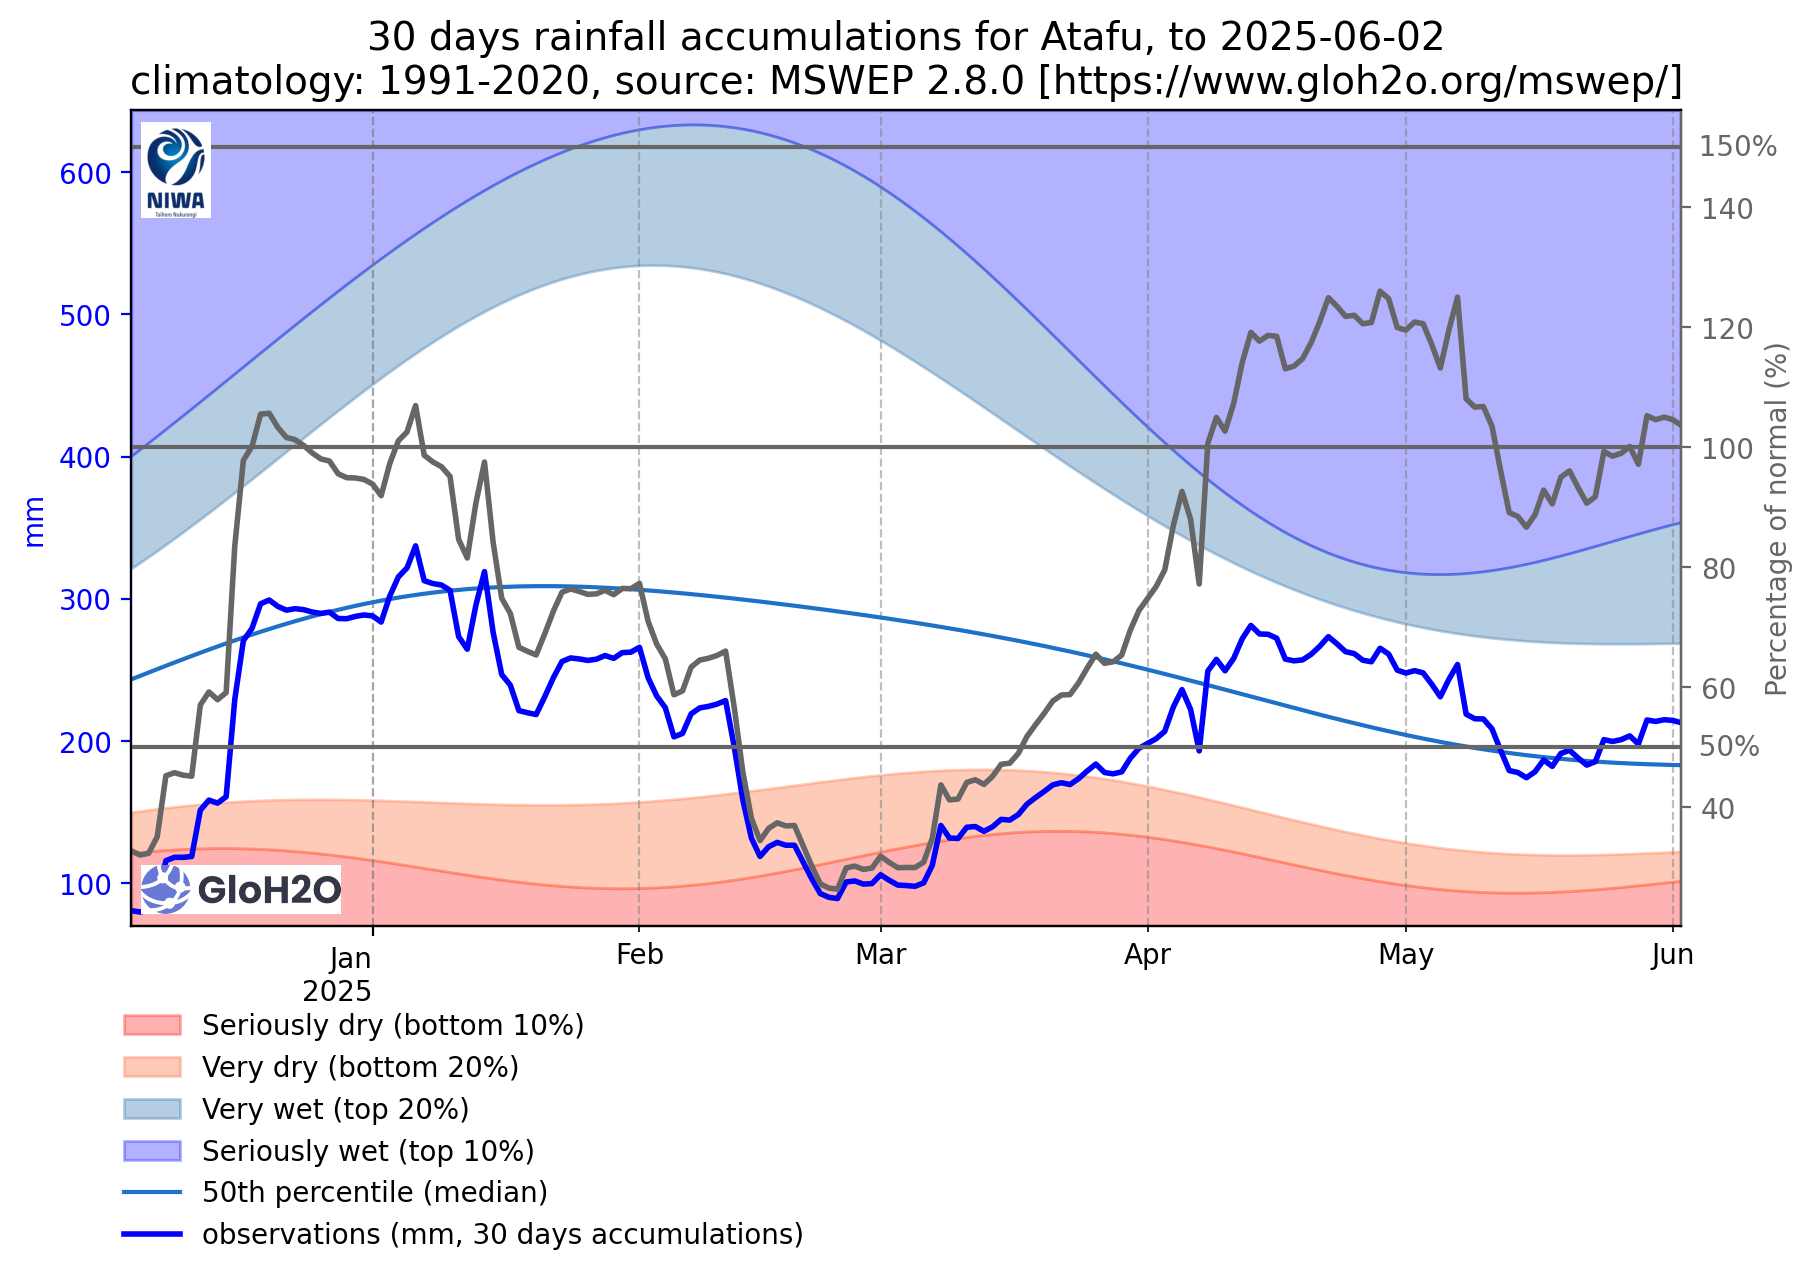 30 days rainfall accumulations for Atafu, to 2025-06-02
climatology: 1991-2020, source: MSWEP 2.8.0 [https://www.gloh2o.org/mswep/]
NIWA
Taihoro Nukurangi
600
500
400
300
200
100
mm
150%
140
120
100
80
60
50%
40
Percentage of normal (%)
GloH2O
Jan
2025
Feb
Mar
Apr
May
Jun
Seriously dry (bottom 10%)
Very dry (bottom 20%)
Very wet (top 20%)
Seriously wet (top 10%)
50th percentile (median)
observations (mm, 30 days accumulations)